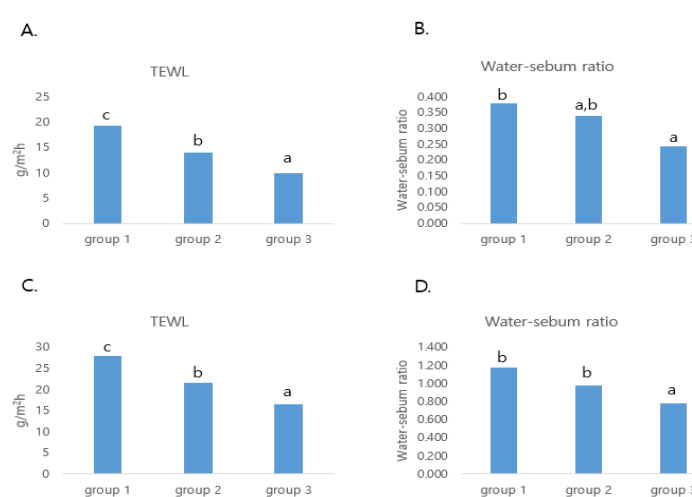 A.
TEWL
g/m²h
25
20
15
10
5
0
c
b
a
group 1
group 2
group 3
B.
Water-sebum ratio
Water-sebum ratio
0.400
0.350
0.300
0.250
0.200
0.150
0.100
0.050
0.000
b
a,b
a
group 1
group 2
group 3
C.
TEWL
g/m²h
30
25
20
15
10
5
0
c
b
a
group 1
group 2
group 3
D.
Water-sebum ratio
Water-sebum ratio
1.400
1.200
1.000
0.800
0.600
0.400
0.200
0.000
b
b
a
group 1
group 2
group 3